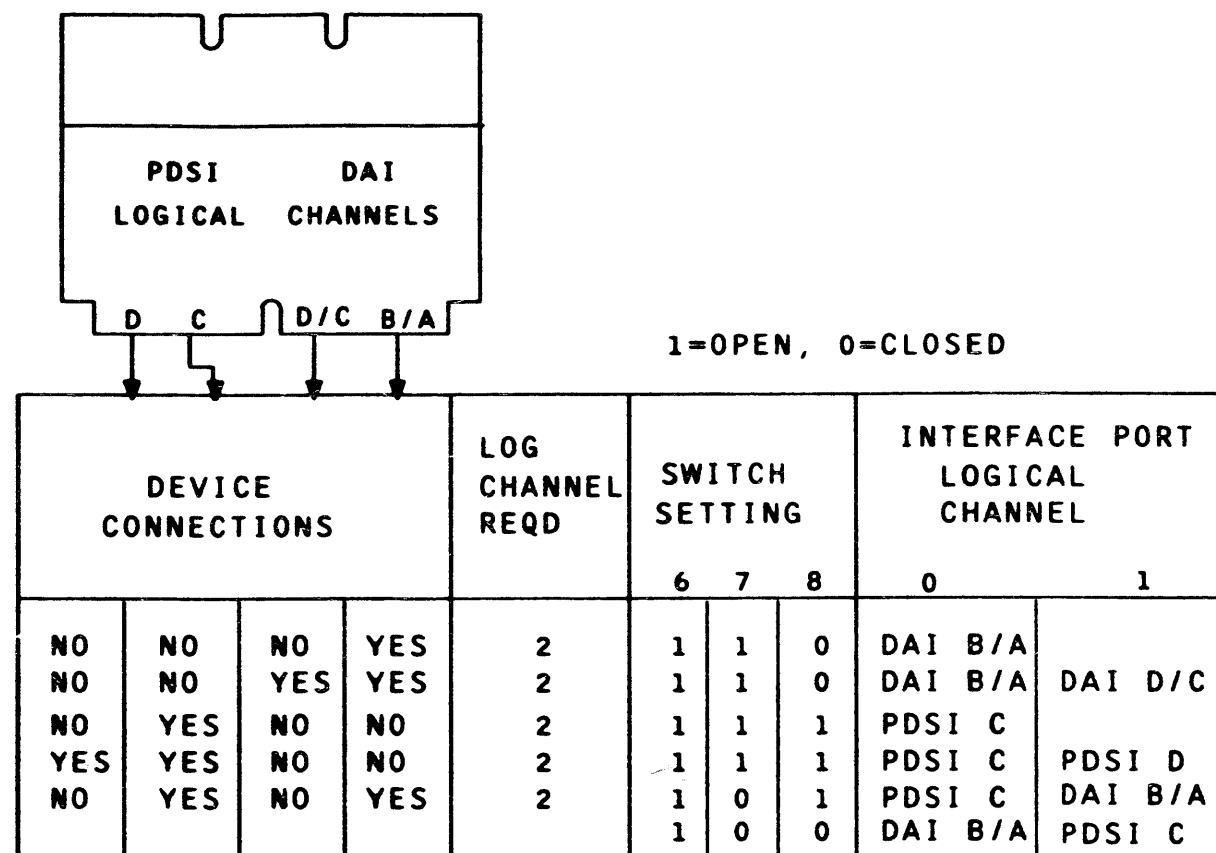 PDSI DAI
LOGICAL CHANNELS
D C D/C B/A
1=OPEN, 0=CLOSED
DEVICE CONNECTIONS
LOG CHANNEL REQD
SWITCH SETTING
INTERFACE PORT LOGICAL CHANNEL
6 7 8 0 1
NO NO NO YES 2 1 1 0 DAI B/A
NO NO YES YES 2 1 1 0 DAI B/A DAI D/C
NO YES NO NO 2 1 1 1 PDSI C
YES YES NO NO 2 1 1 1 PDSI C PDSI D
NO YES NO YES 2 1 0 1 PDSI C DAI B/A
1 0 0 DAI B/A PDSI C